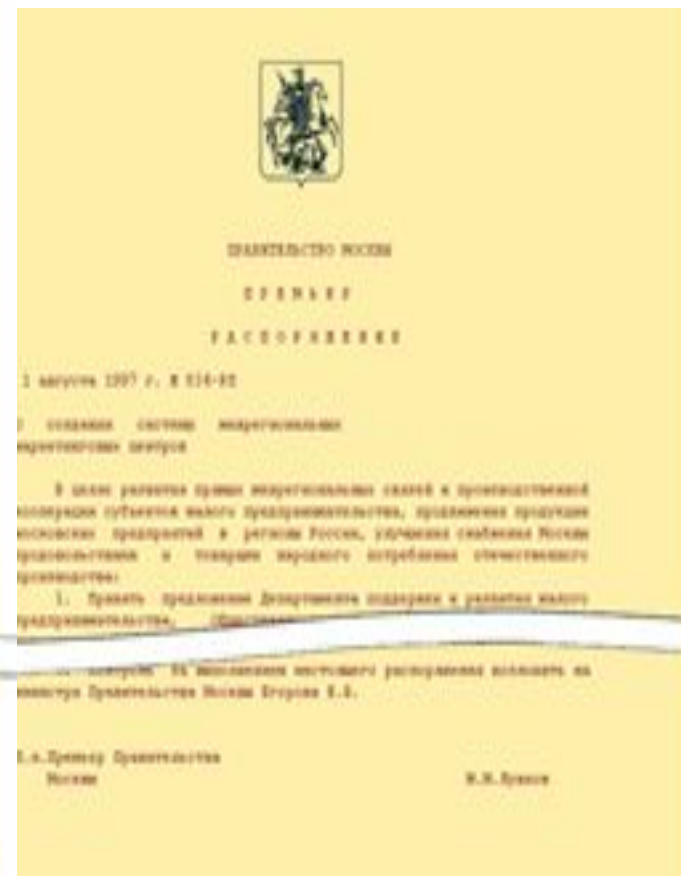 ПРАВИТЕЛЬСТВО МОСКВЫ
П Р Е М Ь Е Р
Р А С П О Р Я Ж Е Н И Е
1 августа 1997 г. №
создании системы межрегиональных
маркетинговых центров
В целях развития прямых межрегиональных связей и производственной
кооперации субъектов малого предпринимательства, продвижения продукции
московских предприятий в регионы России, улучшения снабжения Москвы
продовольствием и товарами народного потребления отечественного
производства:
1. Принять предложение Департамента поддержки и развития малого
предпринимательства,
за выполнением настоящего распоряжения возложить на
министра Правительства Москвы Егорова
Премьер Правительства
Москвы